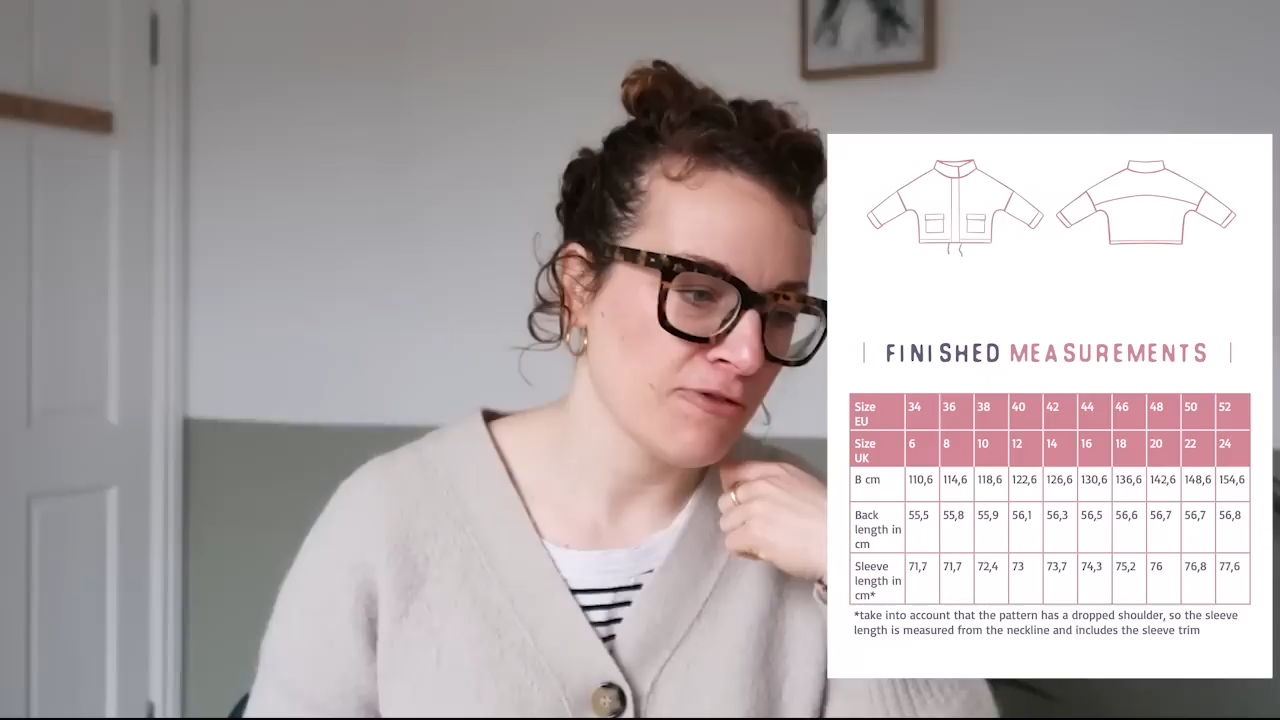 FINISHED MEASUREMENTS
Size EU 34 36 38 40 42 44 46 48 50 52
Size UK 6 8 10 12 14 16 18 20 22 24
B cm 110,6 114,6 118,6 122,6 126,6 130,6 136,6 142,6 148,6 154,6
Back length in cm 55,5 55,8 55,9 56,1 56,3 56,5 56,6 56,7 56,7 56,8
Sleeve length in cm* 71,7 71,7 72,4 73 73,7 74,3 75,2 76 76,8 77,6
*take into account that the pattern has a dropped shoulder, so the sleeve
length is measured from the neckline and includes the sleeve trim